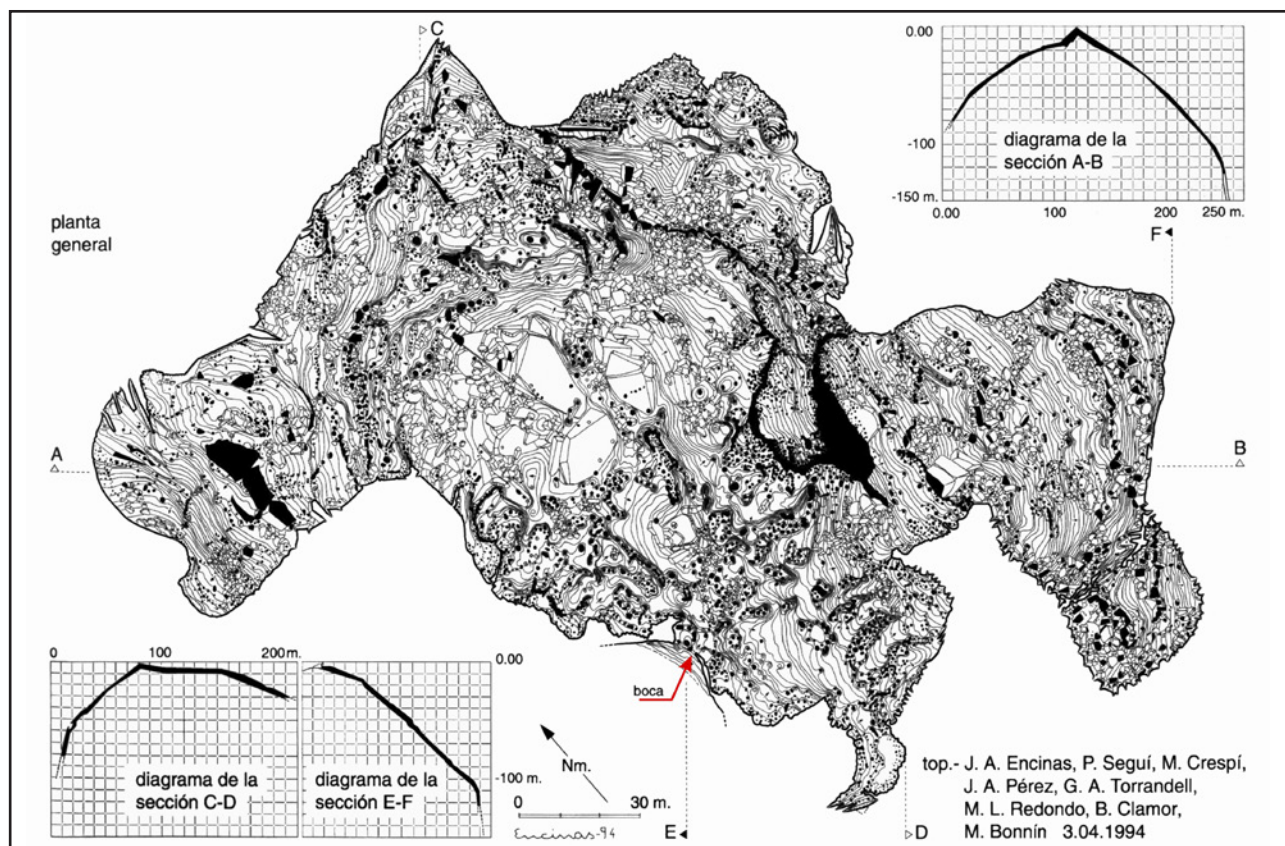 C
0.00
-100
-150 m.
diagrama de la
sección A-B
0.00
100
200
250 m.
F
planta
general
A
B
0
100
200 m.
diagrama de la
sección C-D
0.00
-100 m.
diagrama de la
sección E-F
boca
Nm.
0
30 m.
Encinas-94
E
D
top.- J. A. Encinas, P. Seguí, M. Crespí,
J. A. Pérez, G. A. Torrandell,
M. L. Redondo, B. Clamor,
M. Bonnín 3.04.1994